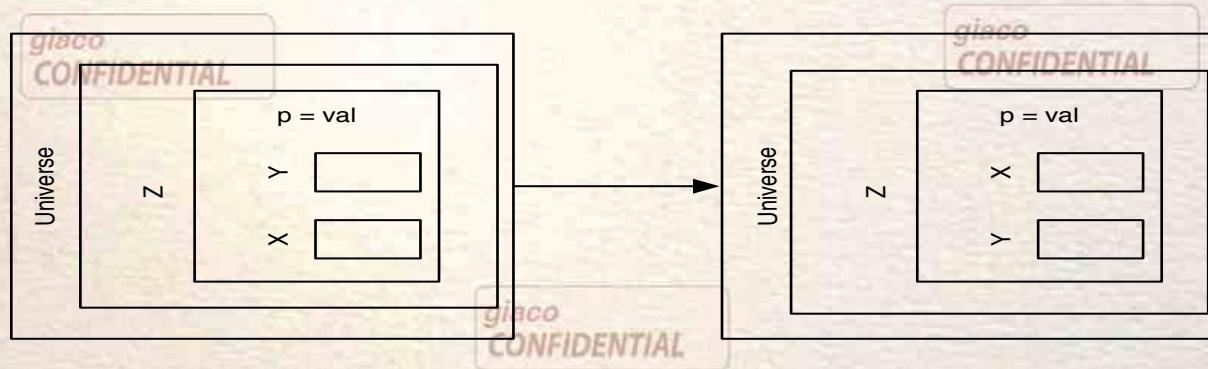 giaco
CONFIDENTIAL
Universe
Z
p = val
Y
X
giaco
CONFIDENTIAL
Universe
Z
p = val
X
Y
giaco
CONFIDENTIAL